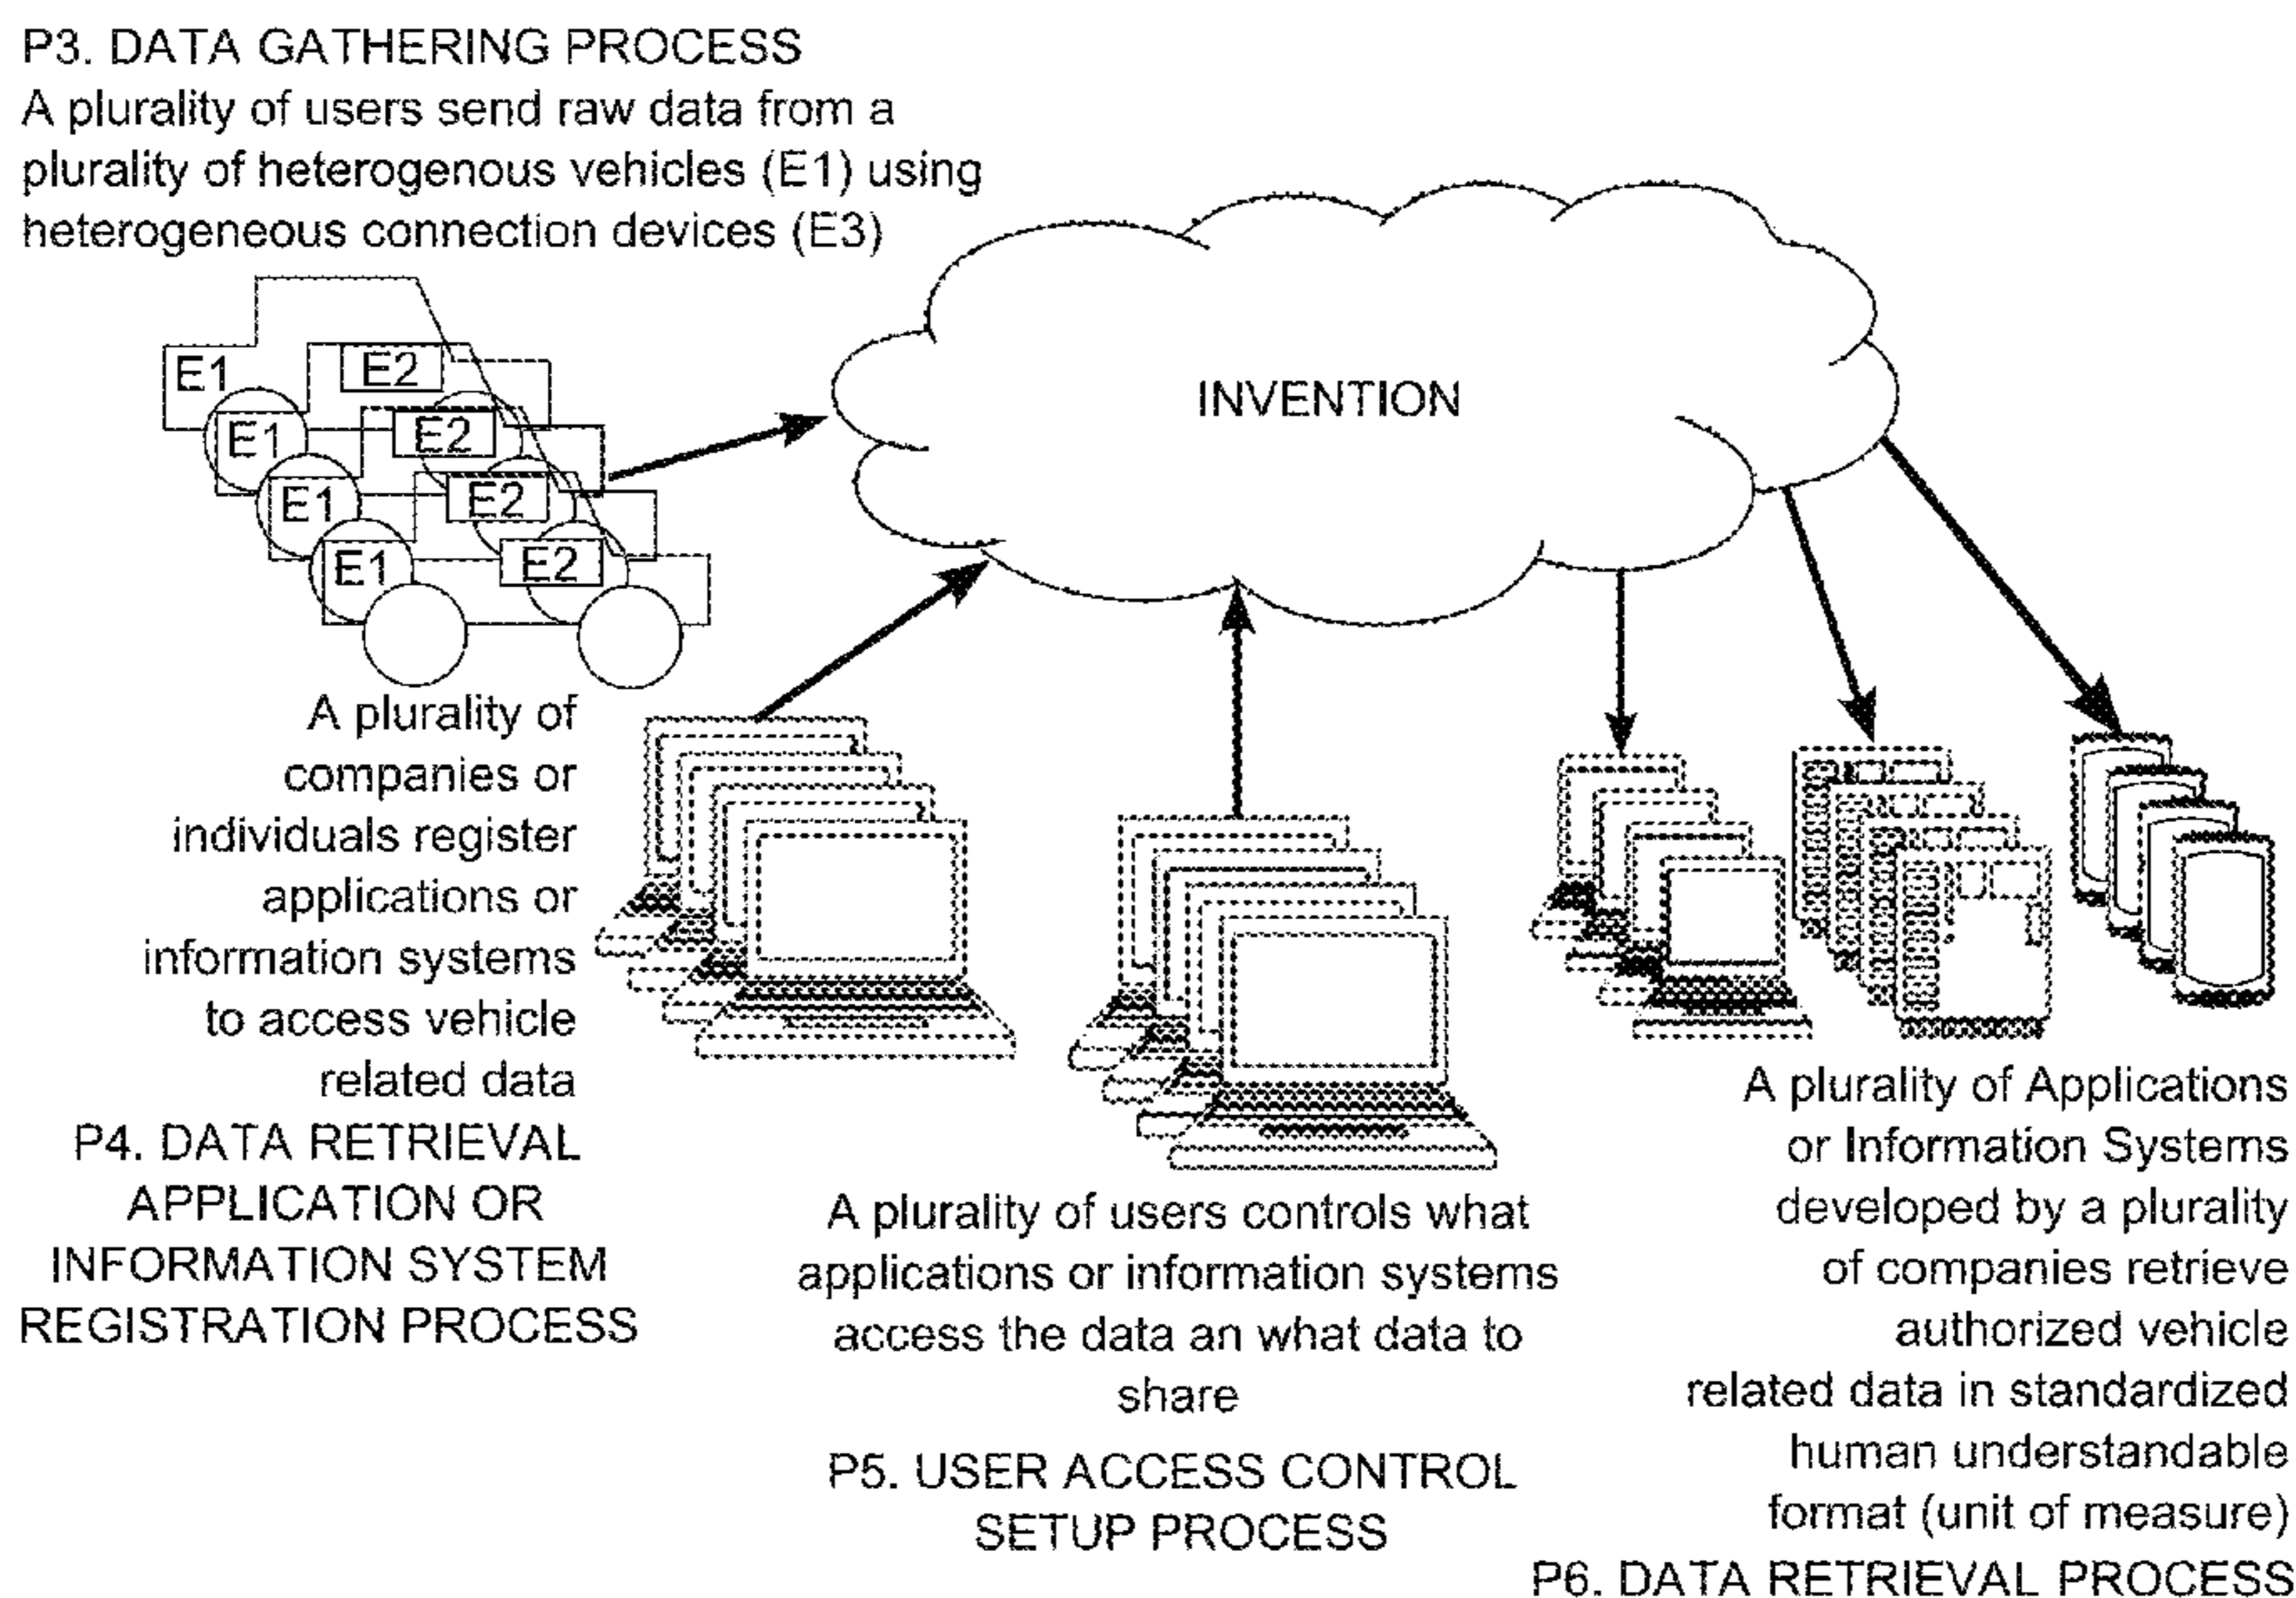 P3. DATA GATHERING PROCESS
A plurality of users send raw data from a
plurality of heterogenous vehicles (E1) using
heterogeneous connection devices (E3)
E1
E2
E1
E2
E1
E2
E1
E2
INVENTION
A plurality of
companies or
individuals register
applications or
information systems
to access vehicle
related data
P4. DATA RETRIEVAL
APPLICATION OR
INFORMATION SYSTEM
REGISTRATION PROCESS
A plurality of users controls what
applications or information systems
access the data an what data to
share
P5. USER ACCESS CONTROL
SETUP PROCESS
A plurality of Applications
or Information Systems
developed by a plurality
of companies retrieve
authorized vehicle
related data in standardized
human understandable
format (unit of measure)
P6. DATA RETRIEVAL PROCESS